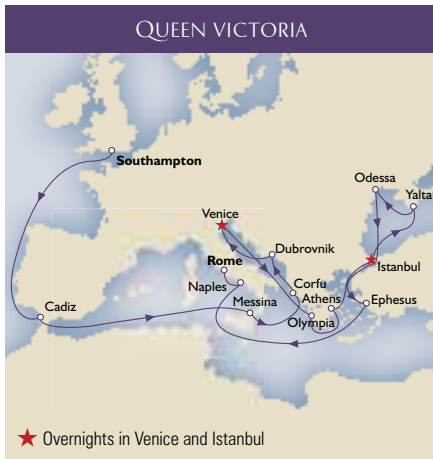 QUEEN VICTORIA
Southampton
Odessa
Yalta
Venice
Dubrovnik
Rome
Istanbul
Naples
Corfu
Athens
Ephesus
Messina
Cadiz
Olympia
Overnights in Venice and Istanbul